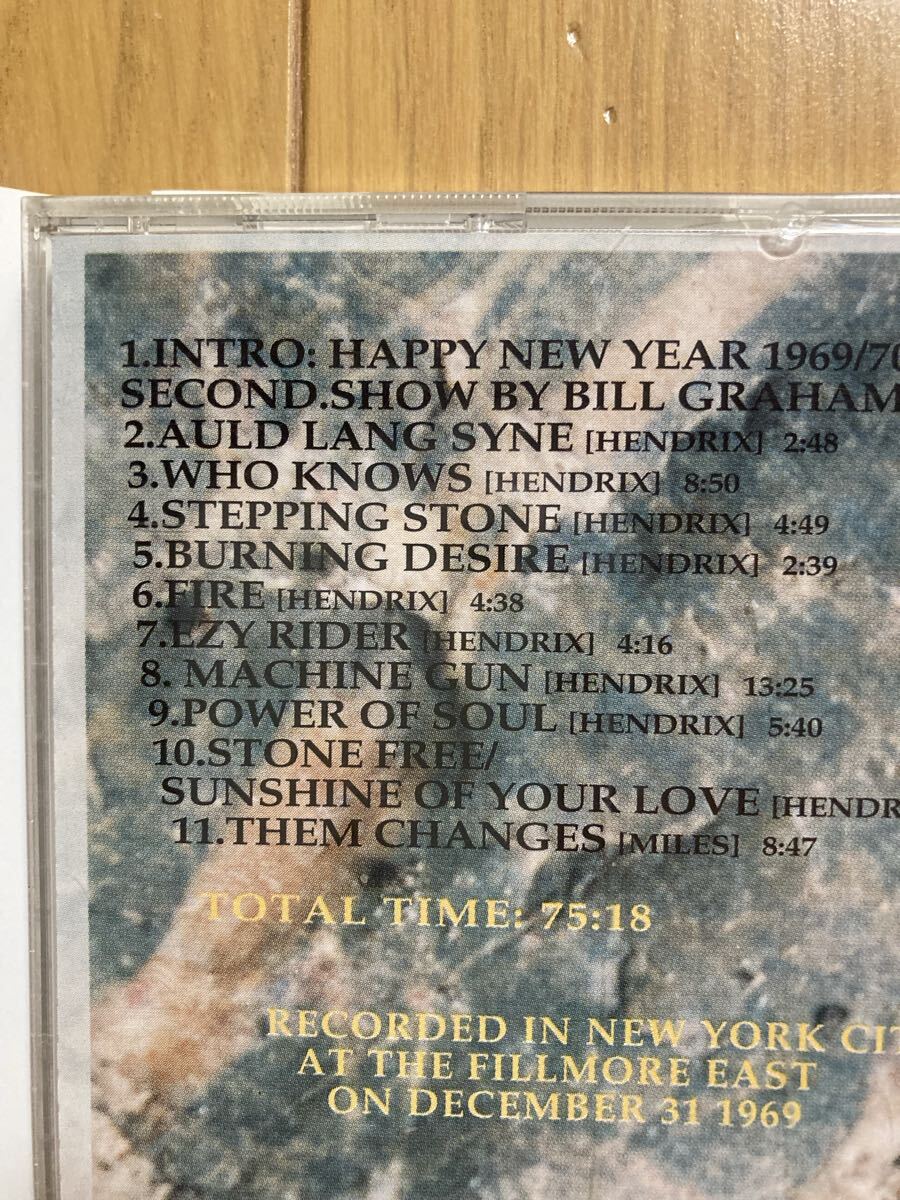 1.INTRO: HAPPY NEW YEAR 1969/70
SECOND.SHOW BY BILL GRAHAM
2.AULD LANG SYNE [HENDRIX] 2:48
3.WHO KNOWS [HENDRIX] 8:50
4.STEPPING STONE [HENDRIX] 4:49
5.BURNING DESIRE [HENDRIX] 2:39
6.FIRE [HENDRIX] 4:38
7.EZY RIDER [HENDRIX] 4:16
8. MACHINE GUN [HENDRIX] 13:25
9.POWER OF SOUL [HENDRIX] 5:40
10.STONE FREE/
SUNSHINE OF YOUR LOVE [HENDR
11.THEM CHANGES [MILES] 8:47
TOTAL TIME: 75:18
RECORDED IN NEW YORK CIT
AT THE FILLMORE EAST
ON DECEMBER 31 1969